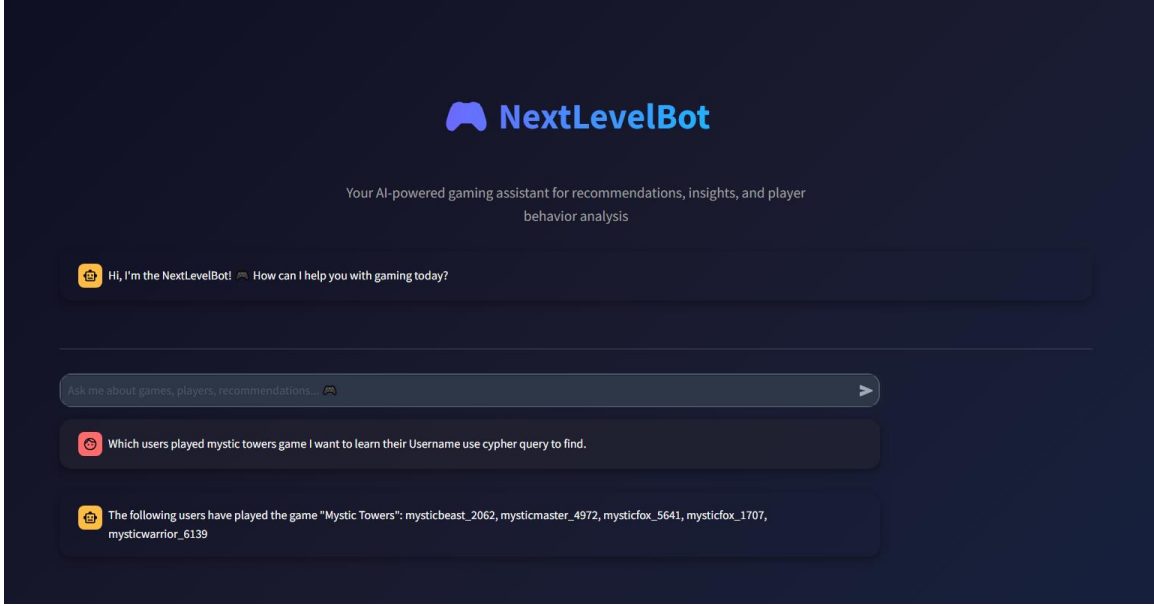 NextLevelBot
Your AI-powered gaming assistant for recommendations, insights, and player
behavior analysis
Hi, I'm the NextLevelBot! 🎮 How can I help you with gaming today?
Ask me about games, players, recommendations... 🎮
Which users played mystic towers game I want to learn their Username use cypher query to find.
The following users have played the game "Mystic Towers": mysticbeast_2062, mysticmaster_4972, mysticfox_5641, mysticfox_1707,
mysticwarrior_6139